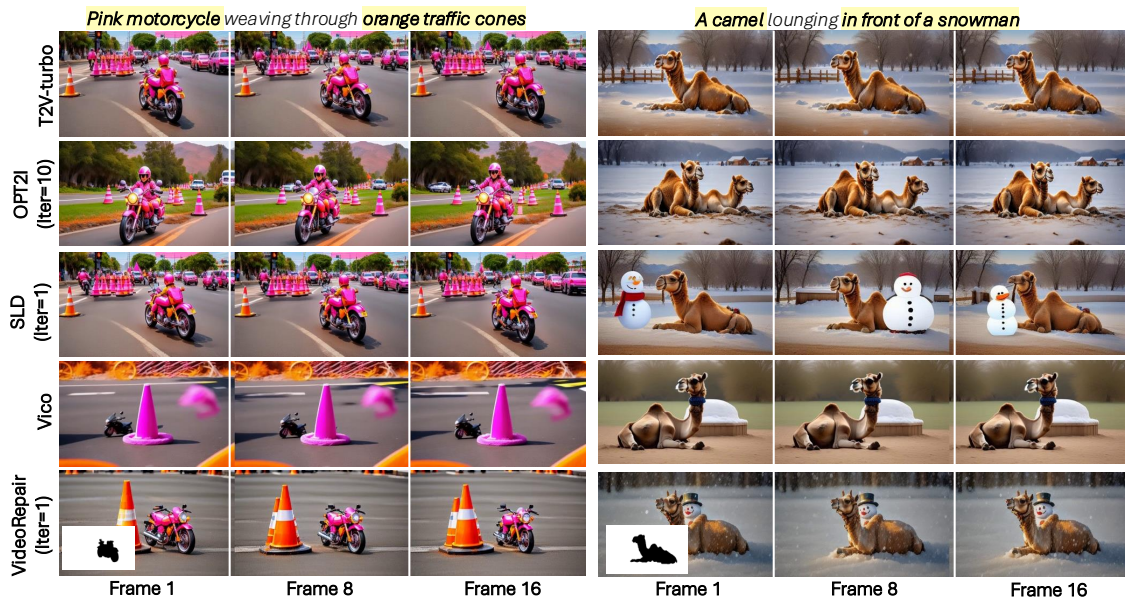 Pink motorcycle weaving through orange traffic cones
A camel lounging in front of a snowman
T2V-turbo
OPT2I
(Iter=10)
SLD
(Iter=1)
Vico
VideoRepair
(Iter=1)
Frame 1
Frame 8
Frame 16
Frame 1
Frame 8
Frame 16